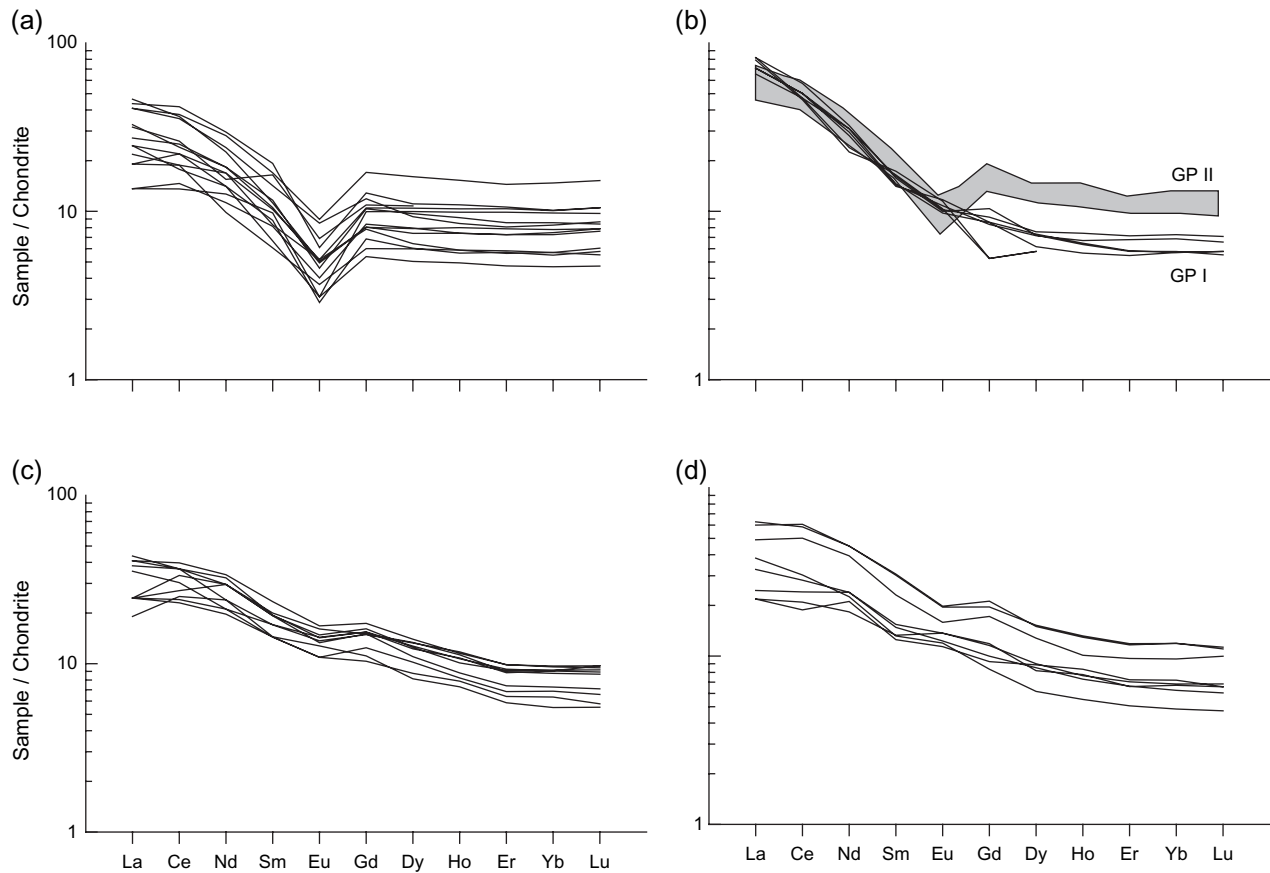 (a)
100
10
1
Sample / Chondrite
(b)
GP II
GP I
(c)
100
10
1
Sample / Chondrite
La Ce Nd Sm Eu Gd Dy Ho Er Yb Lu
(d)
1
La Ce Nd Sm Eu Gd Dy Ho Er Yb Lu